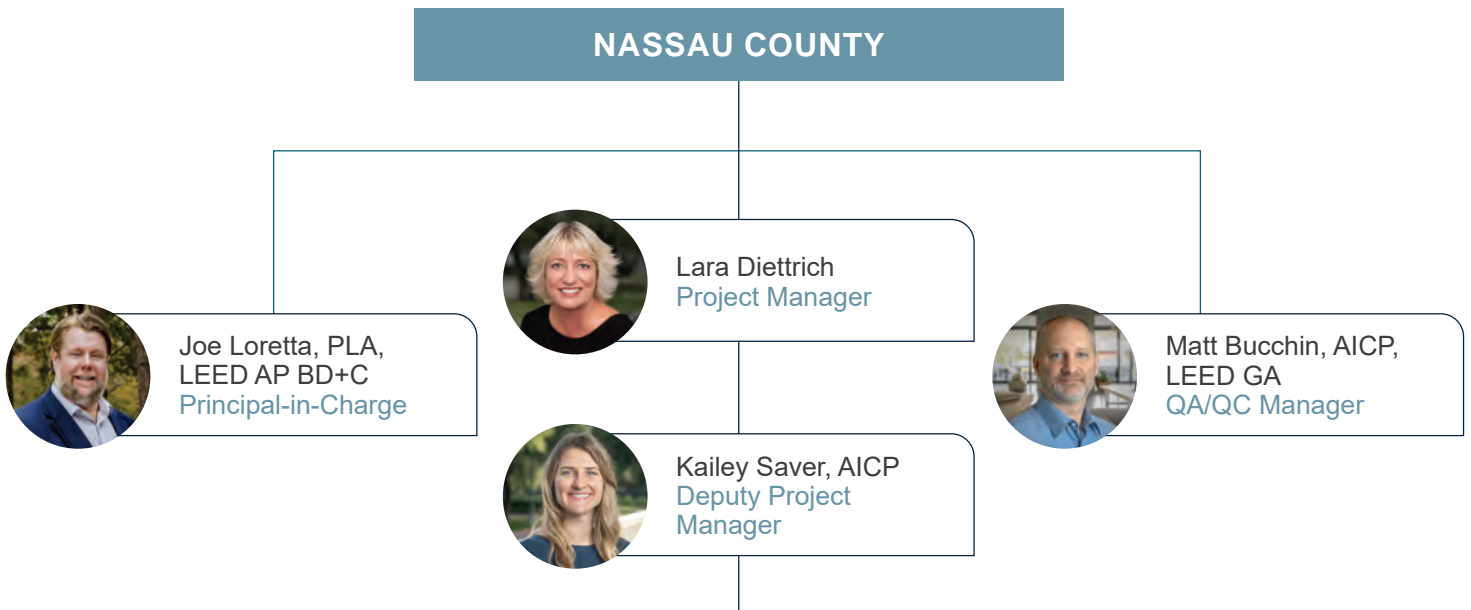 NASSAU COUNTY
Lara Diettrich
Project Manager
Joe Loretta, PLA,
LEED AP BD+C
Principal-in-Charge
Matt Bucchin, AICP,
LEED GA
QA/QC Manager
Kailey Saver, AICP
Deputy Project
Manager